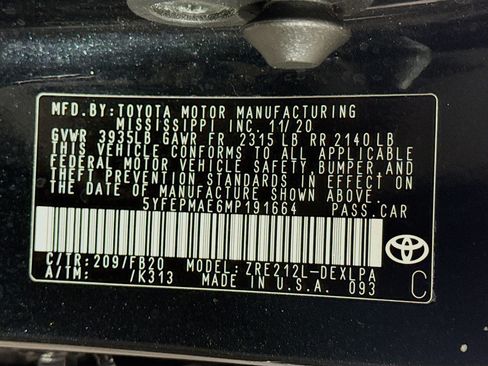 MFD.BY:TOYOTA MOTOR MANUFACTURING
MISSISSIPPI INC. 11/20
GVWR 3935LB GAWR FR 2315 LB RR 2140 LB
THIS VEHICLE CONFORMS TO ALL APPLICABLE
FEDERAL MOTOR VEHICLE SAFETY,BUMPER,AND
THEFT PREVENTION STANDARDS IN EFFECT ON
THE DATE OF MANUFACTURE SHOWN ABOVE.
5YFEPMAE6MP191664 PASS.CAR
C/TR:209/FB20 MODEL:ZRE212L-DEXLPA
A/TM: /K313 MADE IN U.S.A. 093
C